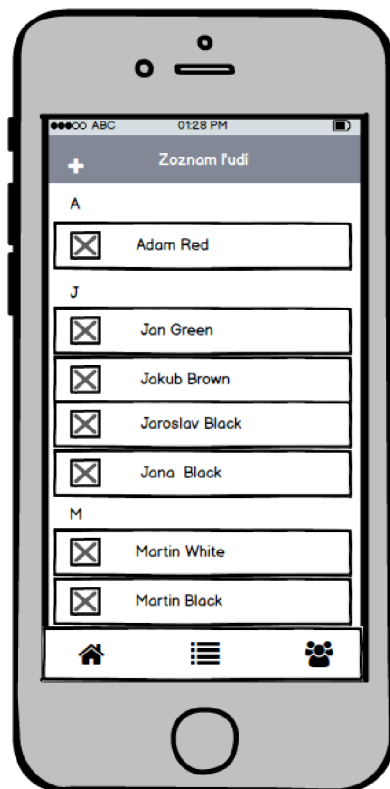 ABC 01:28 PM
+ Zoznam ľudí
A
Adam Red
J
Jan Green
Jakub Brown
Jaroslav Black
Jana Black
M
Martin White
Martin Black